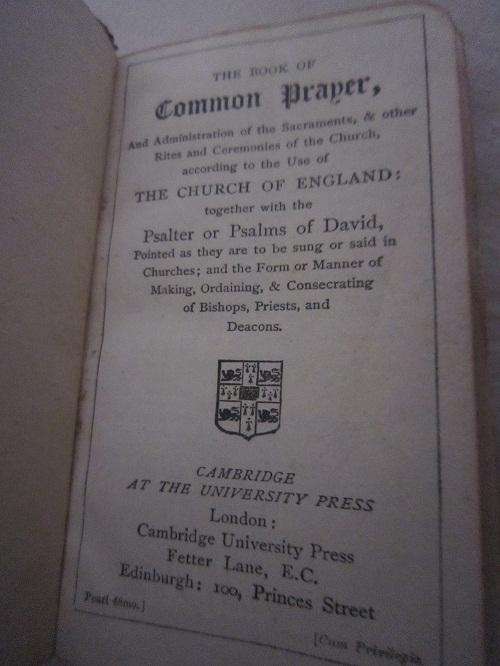 THE BOOK OF
Common Prayer,
And Administration of the Sacraments, & other
Rites and Ceremonies of the Church,
according to the Use of
THE CHURCH OF ENGLAND:
together with the
Psalter or Psalms of David,
Pointed as they are to be sung or said in
Churches; and the Form or Manner of
Making, Ordaining, & Consecrating
of Bishops, Priests, and
Deacons.
CAMBRIDGE
AT THE UNIVERSITY PRESS
London:
Cambridge University Press
Fetter Lane, E.C.
Edinburgh: 100, Princes Street
Pearl 48mo.]
[Cum Privilegio